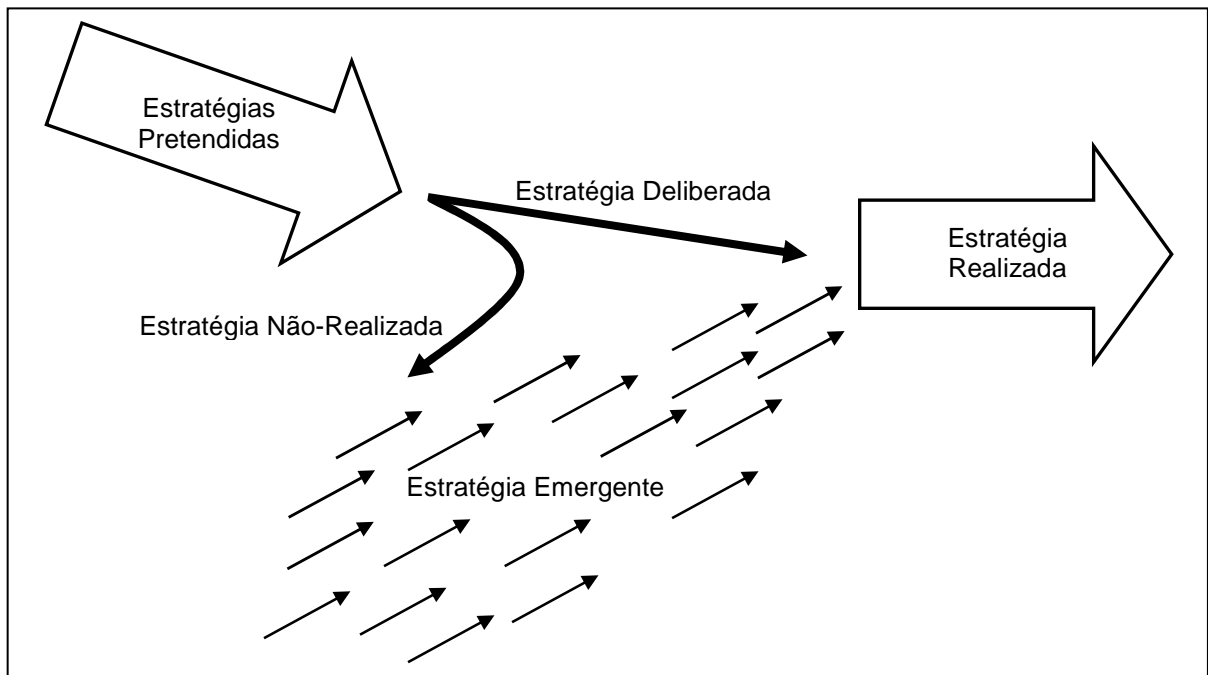 Estratégias
Pretendidas
Estratégia Deliberada
Estratégia
Realizada
Estratégia Não-Realizada
Estratégia Emergente